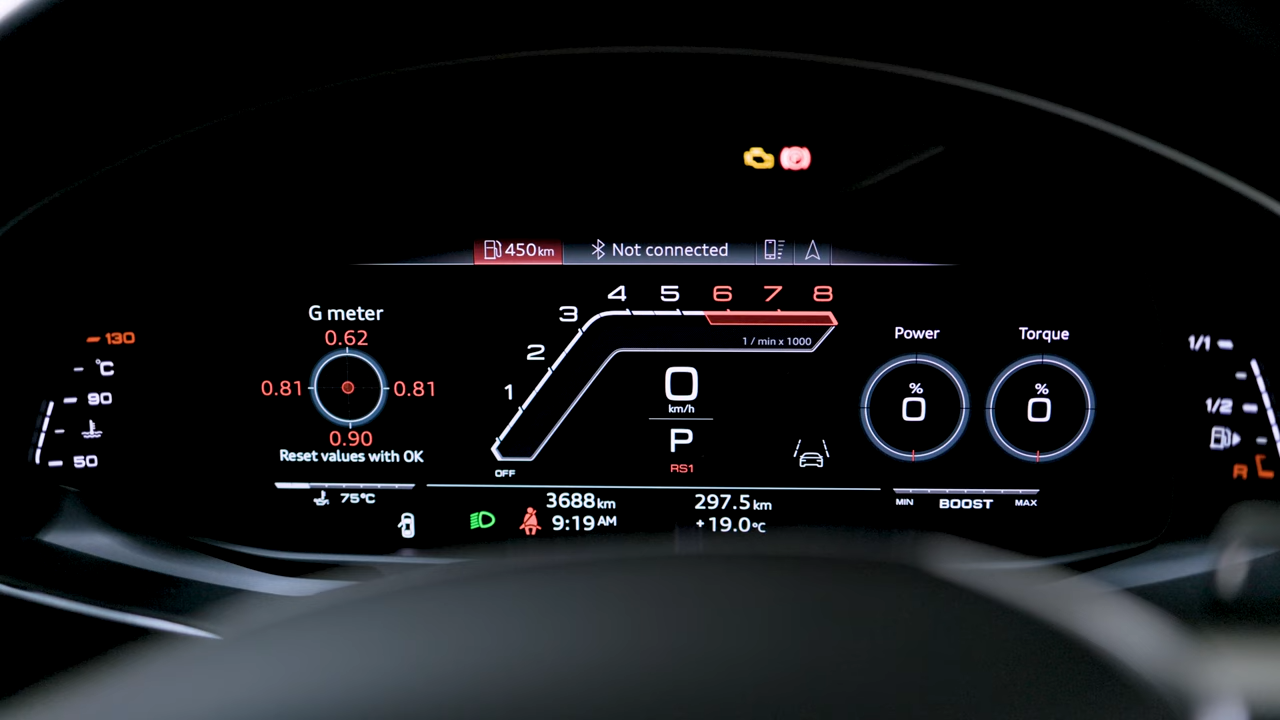 450km
Not connected
4 5 6 7 8
3
2
1
1 / min x 1000
OFF
G meter
0.62
0.81 0.81
0.90
Reset values with OK
75°C
130
°C
90
50
0
km/h
P
RS1
Power
%
0
Torque
%
0
MIN BOOST MAX
1/1
1/2
R
3688km 297.5km
9:19AM +19.0°C